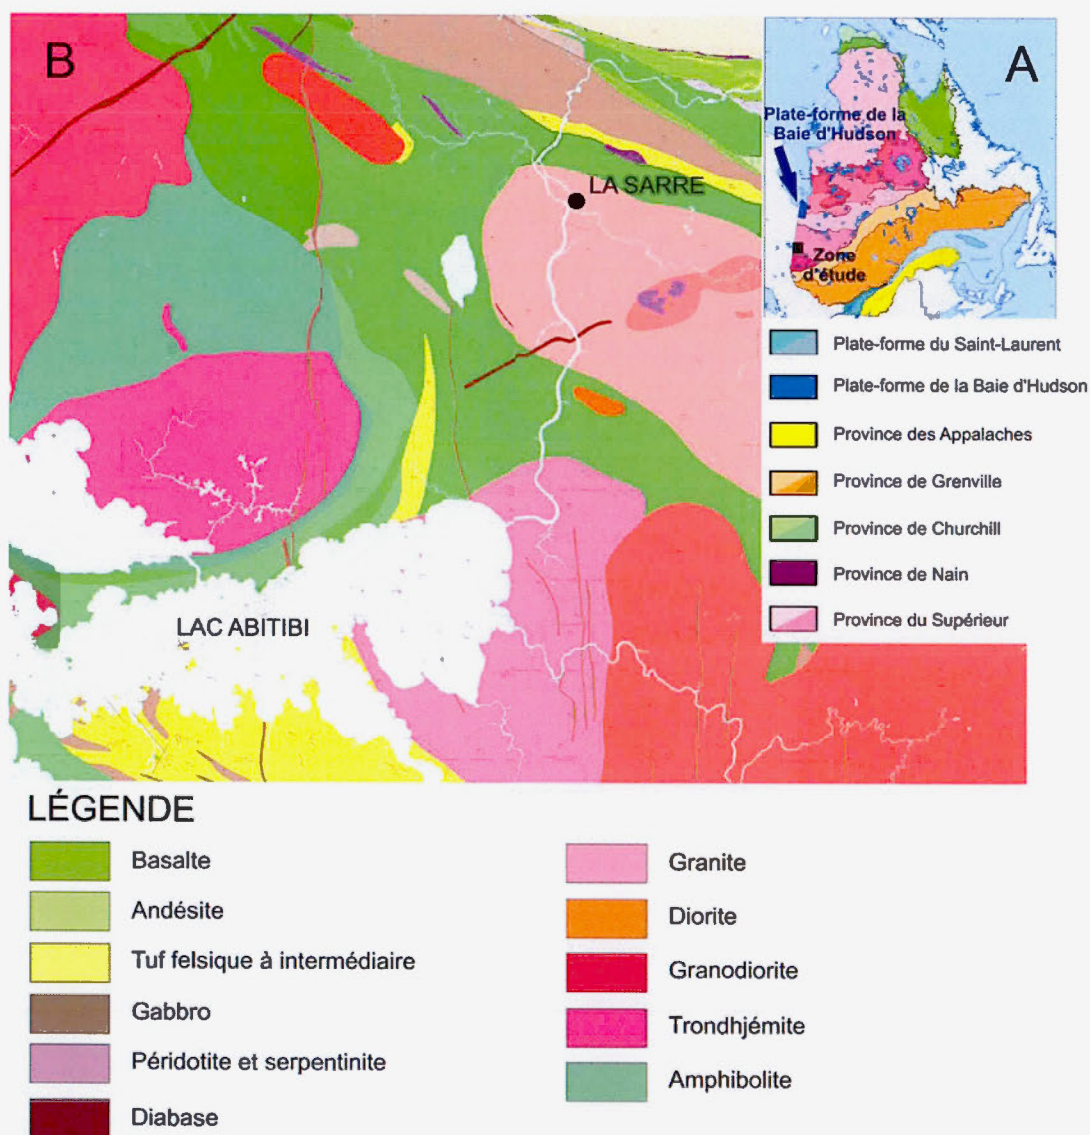 B
A
Plate-forme de la
Baie d'Hudson
LA SARRE
Zone
d'étude
Plate-forme du Saint-Laurent
Plate-forme de la Baie d'Hudson
Province des Appalaches
Province de Grenville
Province de Churchill
Province de Nain
Province du Supérieur
LAC ABITIBI
LÉGENDE
Basalte
Andésite
Tuf felsique à intermédiaire
Gabbro
Péridotite et serpentinite
Diabase
Granite
Diorite
Granodiorite
Trondhjémite
Amphibolite